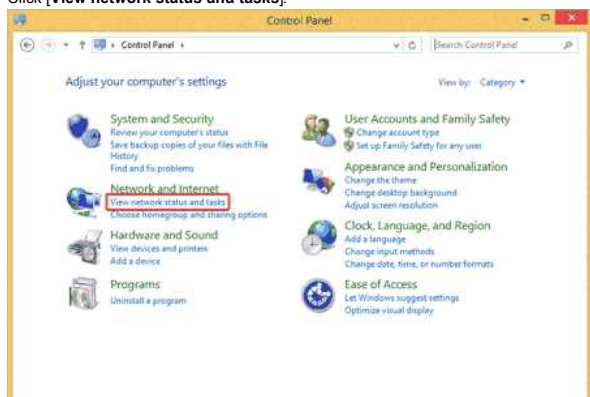 Click [View network status and tasks].
Control Panel
Control Panel
Search Control Panel
Adjust your computer's settings
View by: Category
System and Security
Review your computer's status
Save backup copies of your files with File
History
Find and fix problems
Network and Internet
View network status and tasks
Choose homegroup and sharing options
Hardware and Sound
View devices and printers
Add a device
Programs
Uninstall a program
User Accounts and Family Safety
Change account type
Set up Family Safety for any user
Appearance and Personalization
Change the theme
Change desktop background
Adjust screen resolution
Clock, Language, and Region
Add a language
Change input methods
Change date, time, or number formats
Ease of Access
Let Windows suggest settings
Optimize visual display